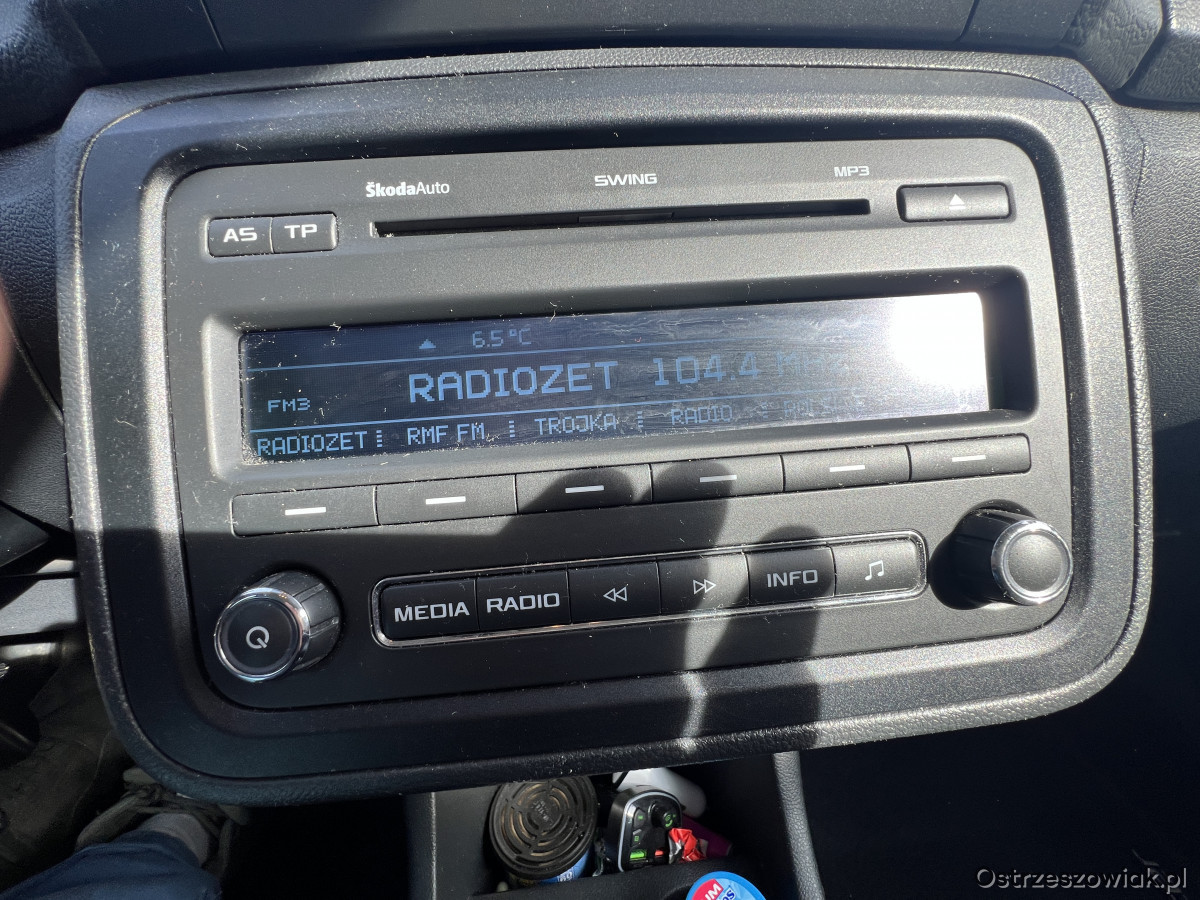 ŠkodaAuto SWING MP3
AS TP
6.5°C
FM3 RADIOZET 104.4 MHz
RADIOZET RMF FM TROJKA RADIO
MEDIA RADIO INFO
Ostrzeszowiak.pl